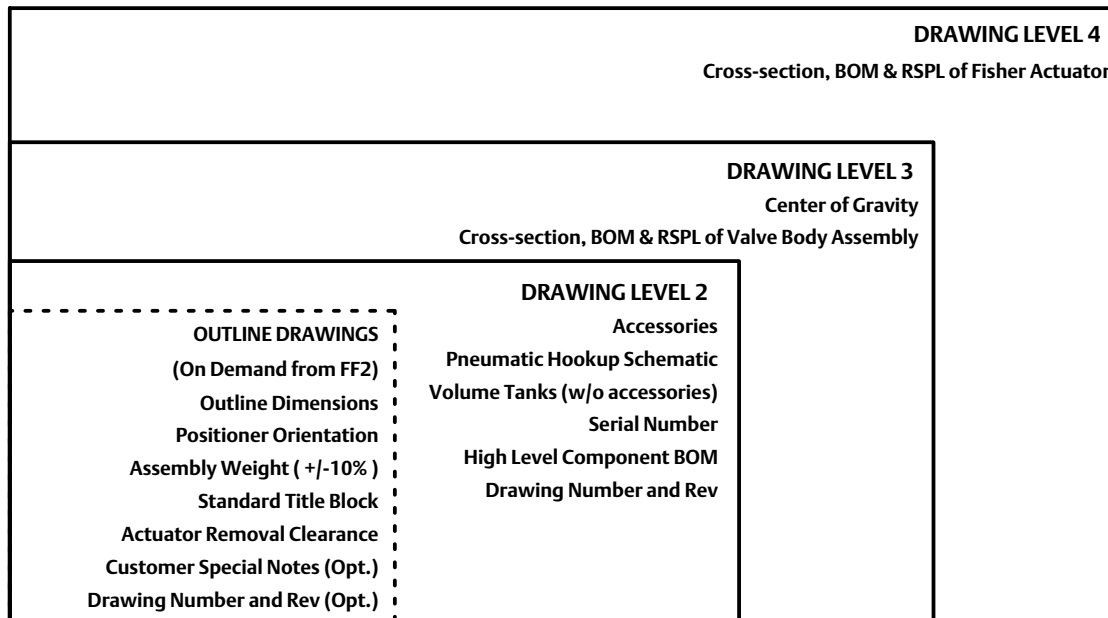 DRAWING LEVEL 4
Cross-section, BOM & RSPL of Fisher Actuator
DRAWING LEVEL 3
Center of Gravity
Cross-section, BOM & RSPL of Valve Body Assembly
DRAWING LEVEL 2
Accessories
Pneumatic Hookup Schematic
Volume Tanks (w/o accessories)
Serial Number
High Level Component BOM
Drawing Number and Rev
OUTLINE DRAWINGS
(On Demand from FF2)
Outline Dimensions
Positioner Orientation
Assembly Weight ( +/-10% )
Standard Title Block
Actuator Removal Clearance
Customer Special Notes (Opt.)
Drawing Number and Rev (Opt.)